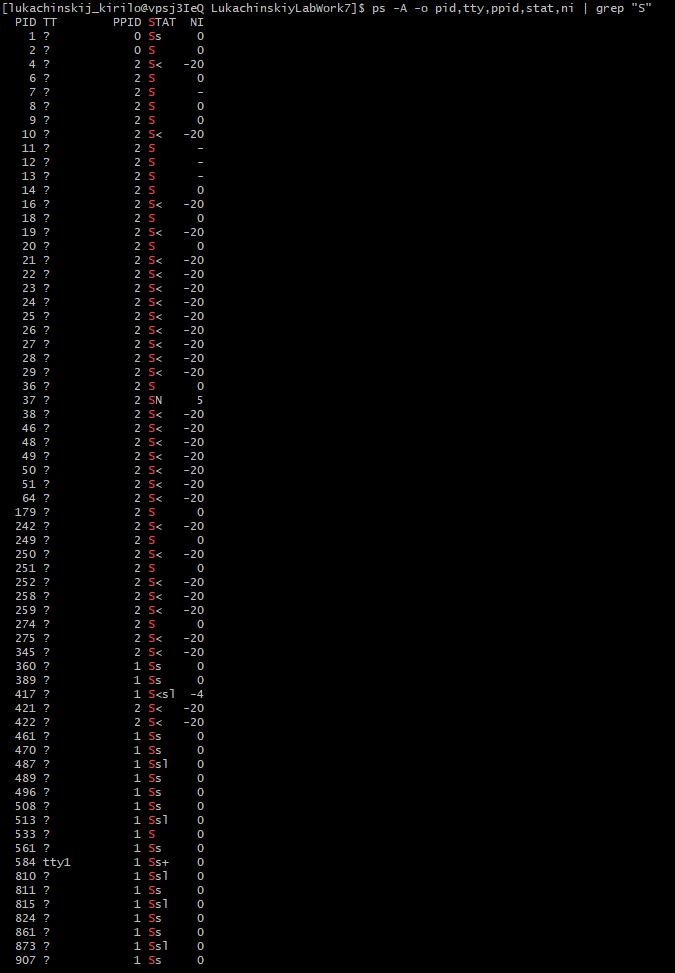 [lukachinskij_kirilo@vpsj3IeQ LukachinskiyLabWork7]$ ps -A -o pid,tty,ppid,stat,ni | grep "S"
PID TT PPID STAT NI
1 ? 0 Ss 0
2 ? 0 S 0
4 ? 2 S< -20
6 ? 2 S 0
7 ? 2 S -
8 ? 2 S 0
9 ? 2 S 0
10 ? 2 S< -20
11 ? 2 S -
12 ? 2 S -
13 ? 2 S -
14 ? 2 S 0
16 ? 2 S< -20
18 ? 2 S 0
19 ? 2 S< -20
20 ? 2 S 0
21 ? 2 S< -20
22 ? 2 S< -20
23 ? 2 S< -20
24 ? 2 S< -20
25 ? 2 S< -20
26 ? 2 S< -20
27 ? 2 S< -20
28 ? 2 S< -20
29 ? 2 S< -20
36 ? 2 S 0
37 ? 2 SN 5
38 ? 2 S< -20
46 ? 2 S< -20
48 ? 2 S< -20
49 ? 2 S< -20
50 ? 2 S< -20
51 ? 2 S< -20
64 ? 2 S< -20
179 ? 2 S 0
242 ? 2 S< -20
249 ? 2 S 0
250 ? 2 S< -20
251 ? 2 S 0
252 ? 2 S< -20
258 ? 2 S< -20
259 ? 2 S< -20
274 ? 2 S 0
275 ? 2 S< -20
345 ? 2 S< -20
360 ? 1 Ss 0
389 ? 1 Ss 0
417 ? 1 S<sl -4
421 ? 2 S< -20
422 ? 2 S< -20
461 ? 1 Ss 0
470 ? 1 Ss 0
487 ? 1 Ssl 0
489 ? 1 Ss 0
496 ? 1 Ss 0
508 ? 1 Ss 0
513 ? 1 Ssl 0
533 ? 1 S 0
561 ? 1 Ss 0
584 tty1 1 Ss+ 0
810 ? 1 Ssl 0
811 ? 1 Ss 0
815 ? 1 Ssl 0
824 ? 1 Ss 0
861 ? 1 Ss 0
873 ? 1 Ssl 0
907 ? 1 Ss 0